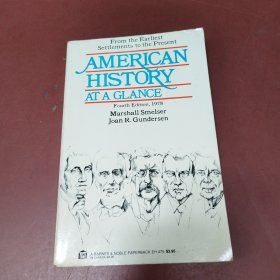 From the Earliest
Settlements to the Present
AMERICAN
HISTORY
AT A GLANCE
Fourth Edition, 1978
Marshall Smelser
Joan R. Gundersen
A BARNES & NOBLE PAPERBACK